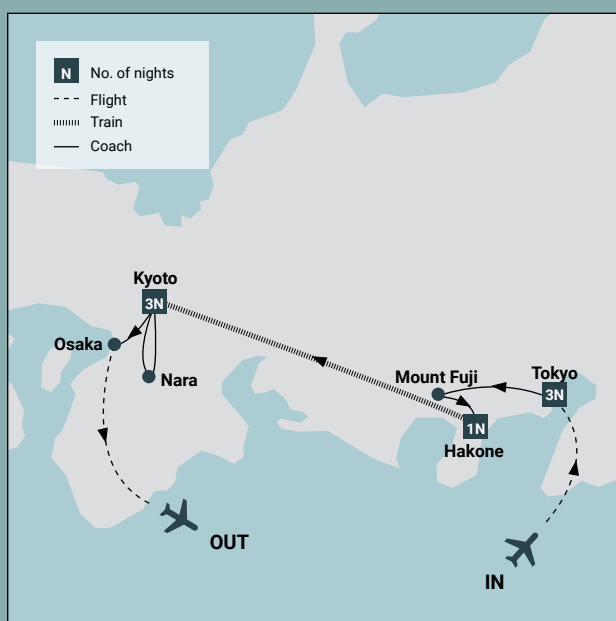 N No. of nights
Flight
Train
Coach
Kyoto
3N
Osaka
Nara
Mount Fuji
Tokyo
3N
1N
Hakone
OUT
IN